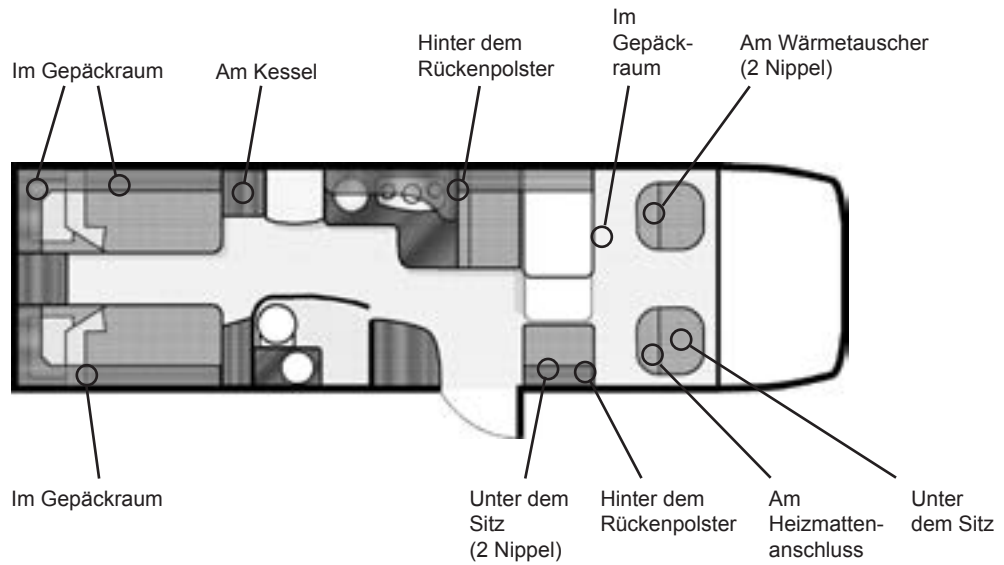 Im Gepäckraum
Am Kessel
Hinter dem
Rückenpolster
Im
Gepäck-
raum
Am Wärmetauscher
(2 Nippel)
Im Gepäckraum
Unter dem
Sitz
(2 Nippel)
Hinter dem
Rückenpolster
Am
Heizmatten-
anschluss
Unter
dem Sitz